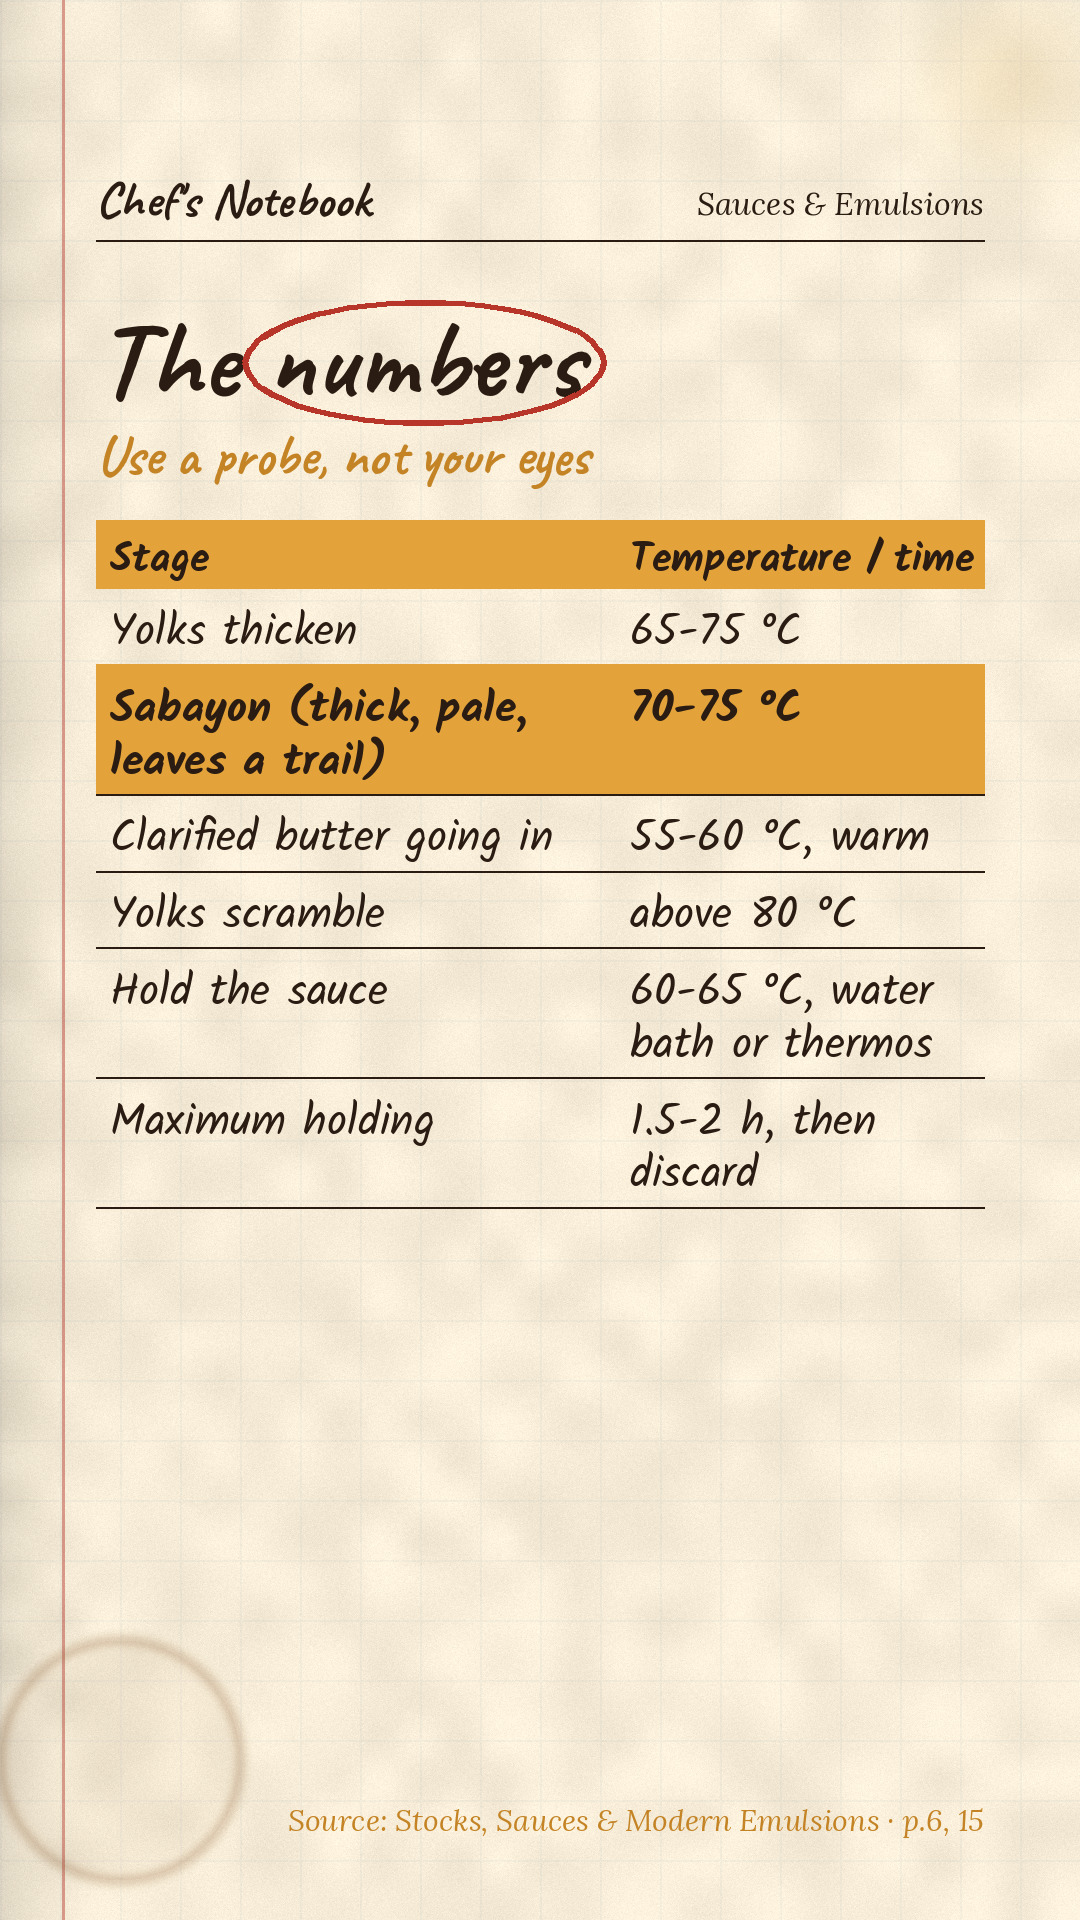 Chef's Notebook
Sauces & Emulsions
The numbers
Use a probe, not your eyes
Stage
Temperature / time
Yolks thicken
65-75 °C
Sabayon (thick, pale,
leaves a trail)
70-75 °C
Clarified butter going in
55-60 °C, warm
Yolks scramble
above 80 °C
Hold the sauce
60-65 °C, water
bath or thermos
Maximum holding
1.5-2 h, then
discard
Source: Stocks, Sauces & Modern Emulsions · p.6, 15